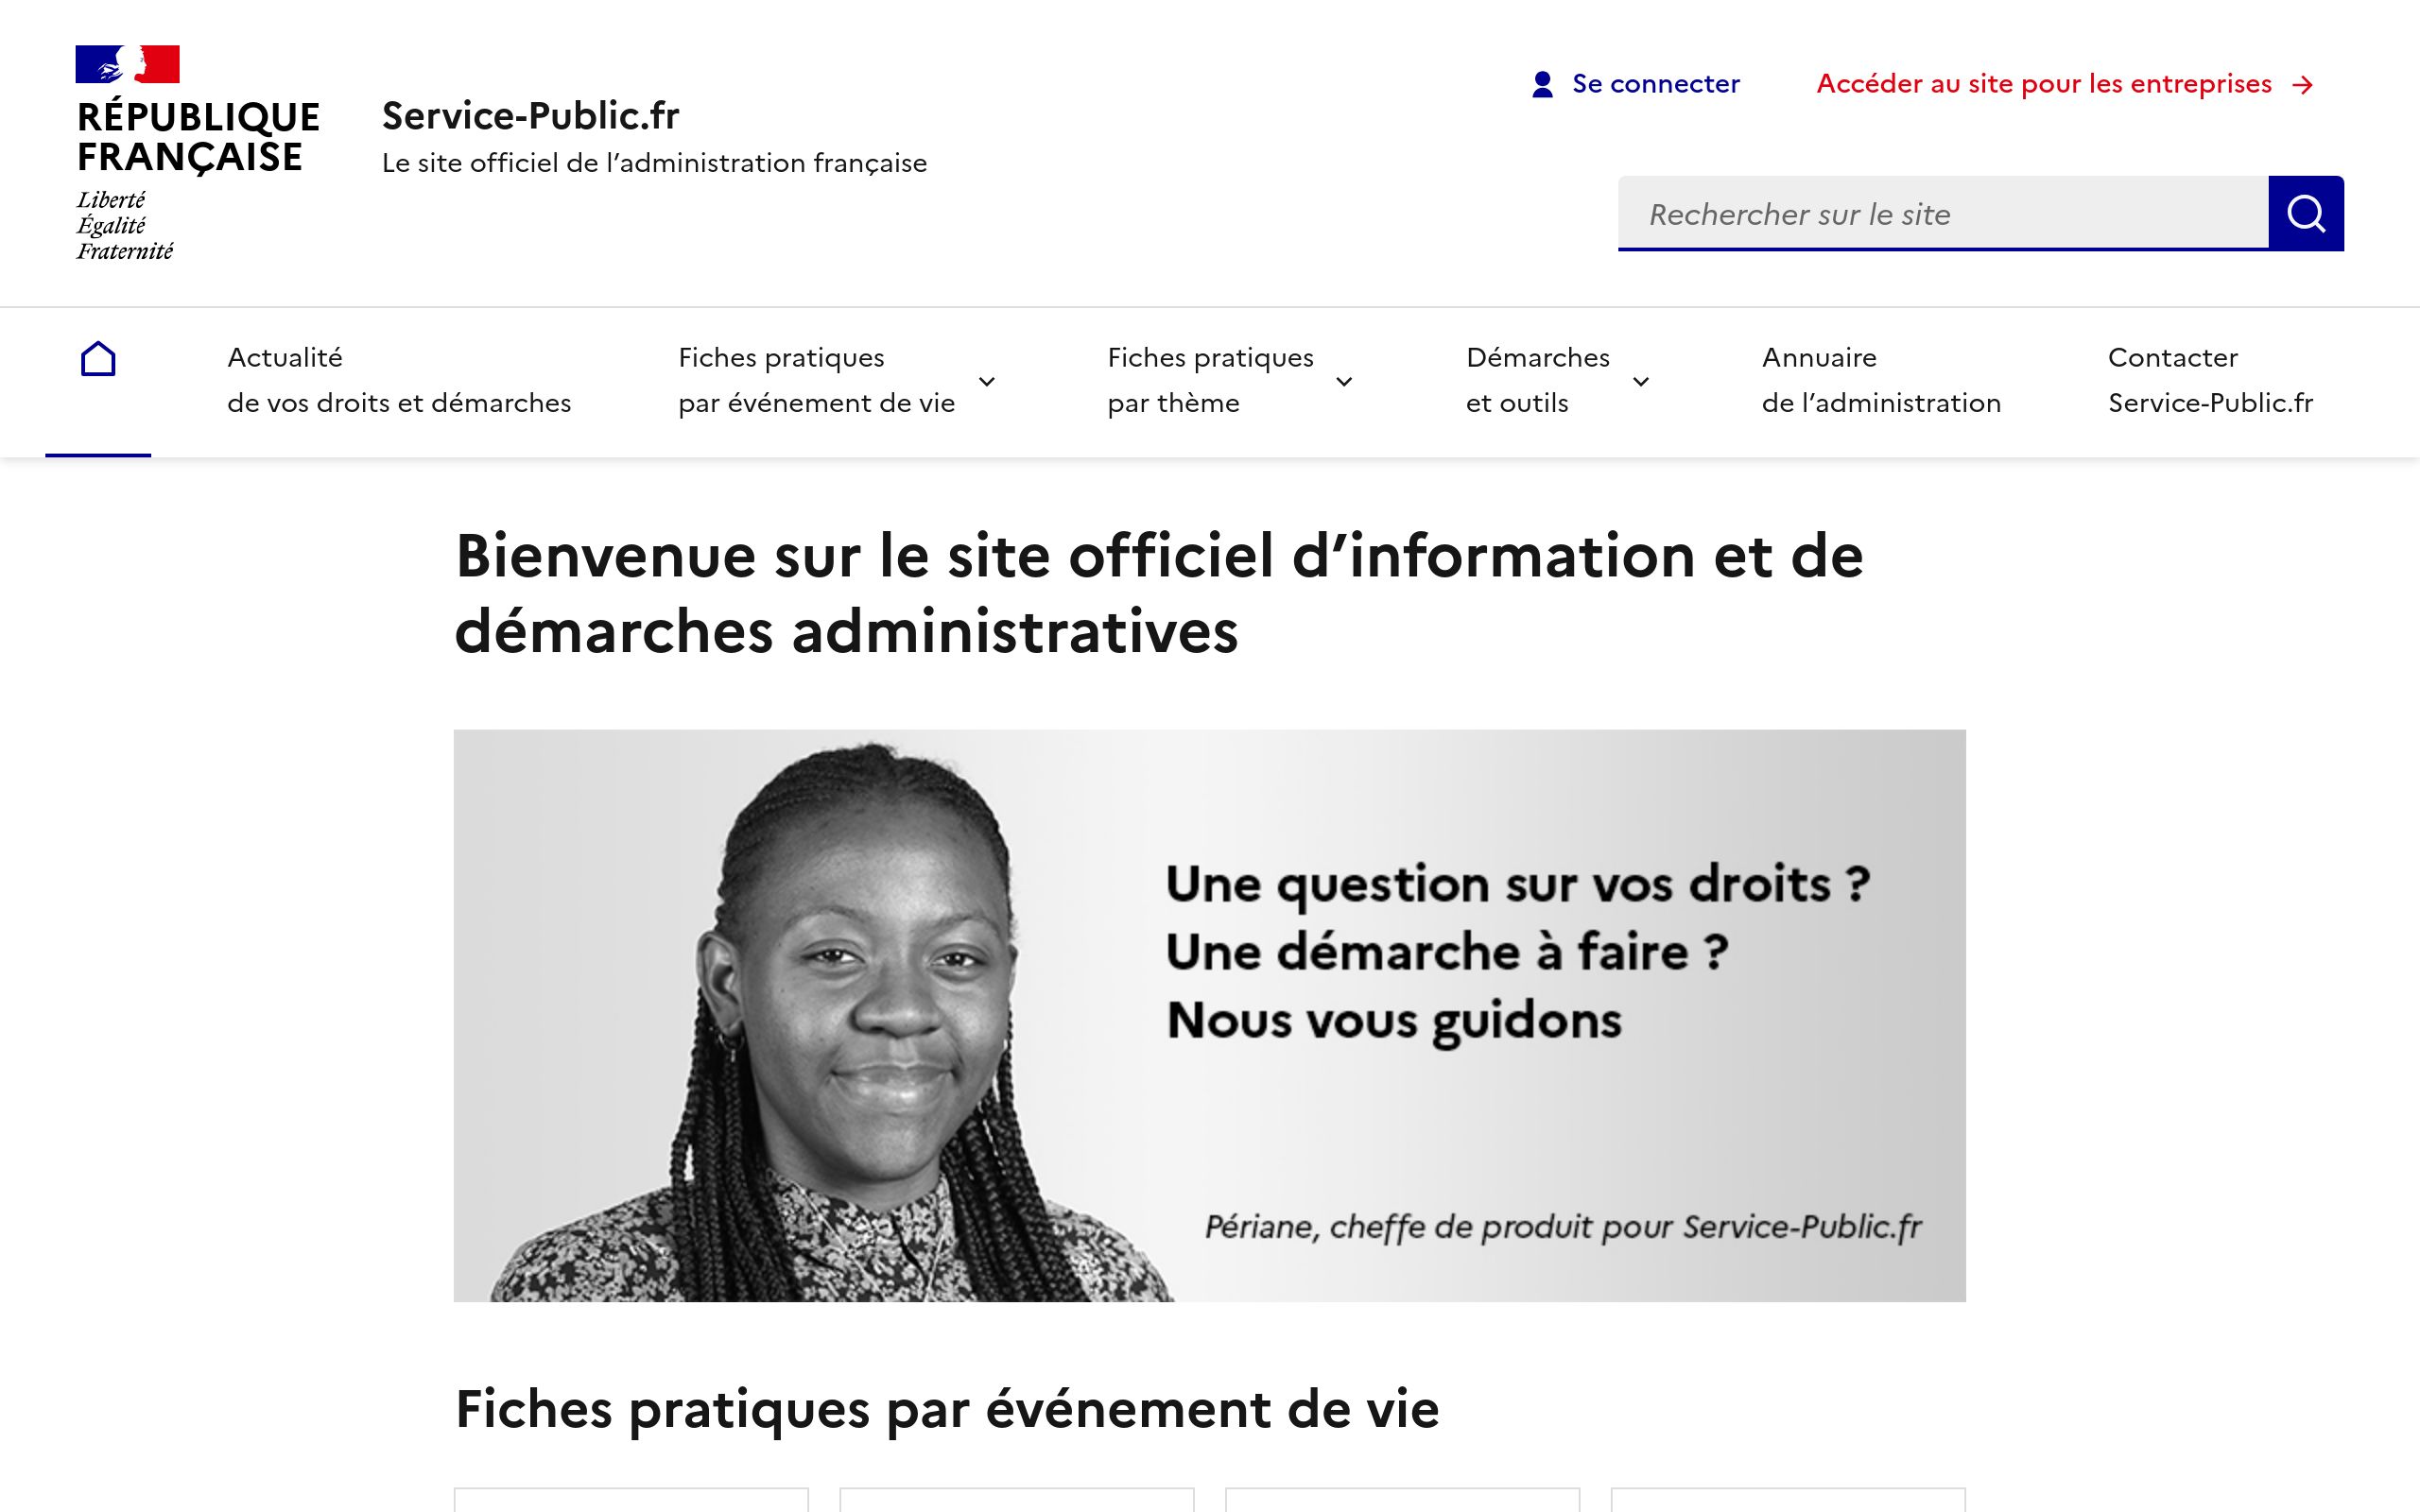 RÉPUBLIQUE
FRANÇAISE
Liberté
Égalité
Fraternité
Service-Public.fr
Le site officiel de l’administration française
Se connecter
Accéder au site pour les entreprises
Rechercher sur le site
Actualité
de vos droits et démarches
Fiches pratiques
par événement de vie
Fiches pratiques
par thème
Démarches
et outils
Annuaire
de l’administration
Contacter
Service-Public.fr
Bienvenue sur le site officiel d’information et de
démarches administratives
Une question sur vos droits ?
Une démarche à faire ?
Nous vous guidons
Périane, cheffe de produit pour Service-Public.fr
Fiches pratiques par événement de vie